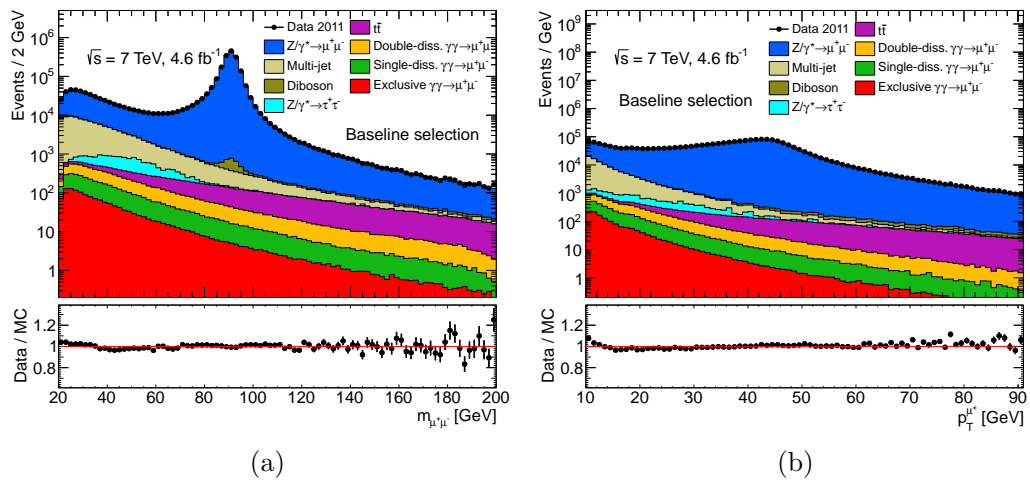 Events / 2 GeV
10⁶
10⁵
10⁴
10³
10²
10
1
√s = 7 TeV, 4.6 fb⁻¹
Data 2011
Z/γ*→μ⁺μ⁻
Multi-jet
Diboson
Z/γ*→τ⁺τ⁻
tt̄
Double-diss. γγ→μ⁺μ⁻
Single-diss. γγ→μ⁺μ⁻
Exclusive γγ→μ⁺μ⁻
Baseline selection
Data / MC
1.2
1
0.8
20 40 60 80 100 120 140 160 180 200
m_μ⁺μ⁻ [GeV]
(a)
Events / GeV
10⁹
10⁸
10⁷
10⁶
10⁵
10⁴
10³
10²
10
1
√s = 7 TeV, 4.6 fb⁻¹
Baseline selection
Data 2011
Z/γ*→μ⁺μ⁻
Multi-jet
Diboson
Z/γ*→τ⁺τ⁻
tt̄
Double-diss. γγ→μ⁺μ⁻
Single-diss. γγ→μ⁺μ⁻
Exclusive γγ→μ⁺μ⁻
Data / MC
1.2
1
0.8
10 20 30 40 50 60 70 80 90
p_T^μ⁺ [GeV]
(b)